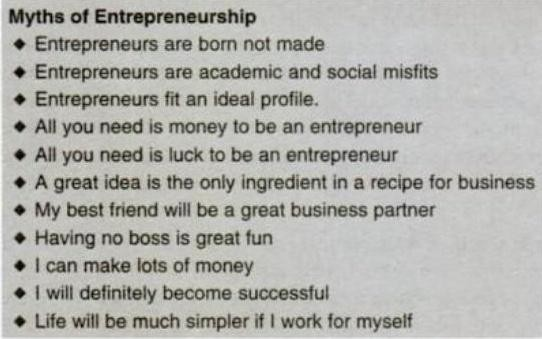 Myths of Entrepreneurship
◆ Entrepreneurs are born not made
◆ Entrepreneurs are academic and social misfits
◆ Entrepreneurs fit an ideal profile.
◆ All you need is money to be an entrepreneur
◆ All you need is luck to be an entrepreneur
◆ A great idea is the only ingredient in a recipe for business
◆ My best friend will be a great business partner
◆ Having no boss is great fun
◆ I can make lots of money
◆ I will definitely become successful
◆ Life will be much simpler if I work for myself